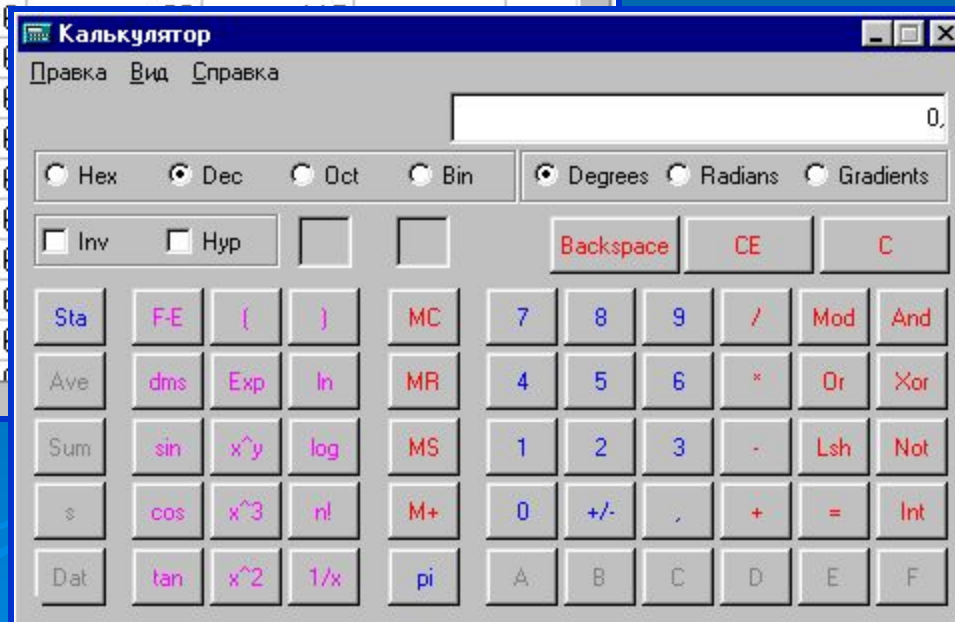 Калькулятор
Правка Вид Справка
0,
Hex Dec Oct Bin Degrees Radians Gradients
Inv Hyp Backspace CE C
Sta F-E ( ) MC 7 8 9 / Mod And
Ave dms Exp ln MR 4 5 6 * Or Xor
Sum sin x^y log MS 1 2 3 - Lsh Not
s cos x^3 n! M+ 0 +/- , + = Int
Dat tan x^2 1/x pi A B C D E F